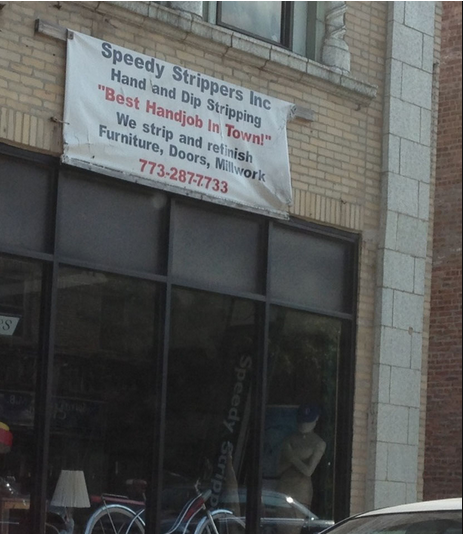 Speedy Strippers Inc
Hand and Dip Stripping
"Best Handjob In Town!"
We strip and refinish
Furniture, Doors, Millwork
773-287-7733
Speedy Strip